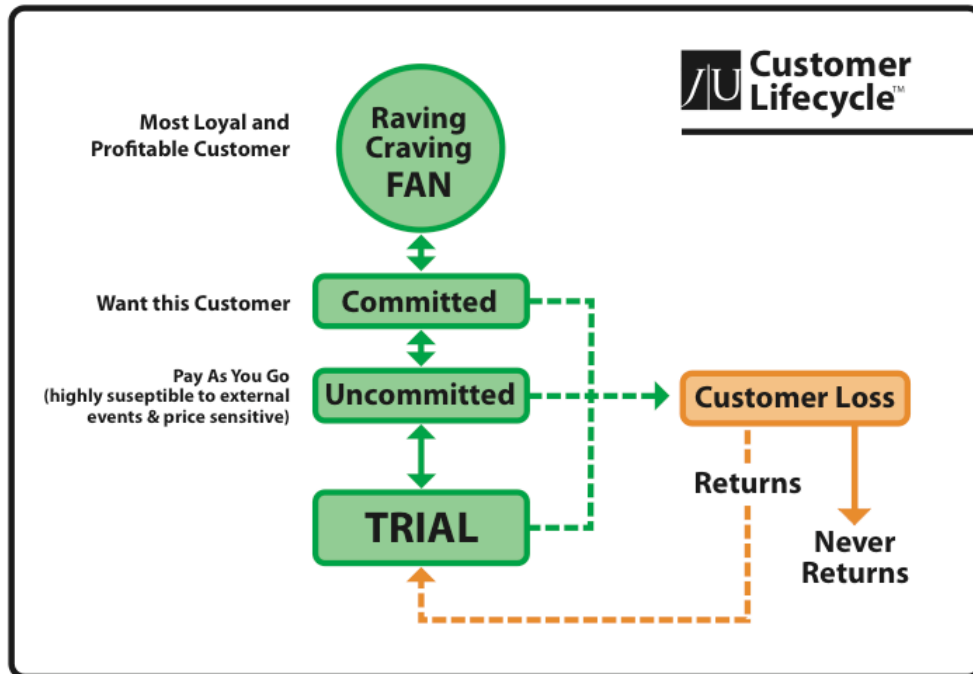 J|U
Customer
Lifecycle™
Most Loyal and
Profitable Customer
Raving
Craving
FAN
Want this Customer
Committed
Pay As You Go
(highly suseptible to external
events & price sensitive)
Uncommitted
Customer Loss
TRIAL
Returns
Never
Returns